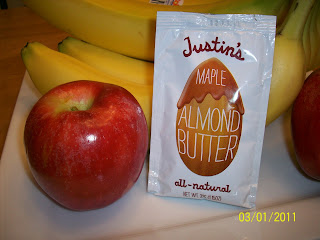 Justin's
MAPLE
ALMOND
BUTTER
all-natural
03/01/2011